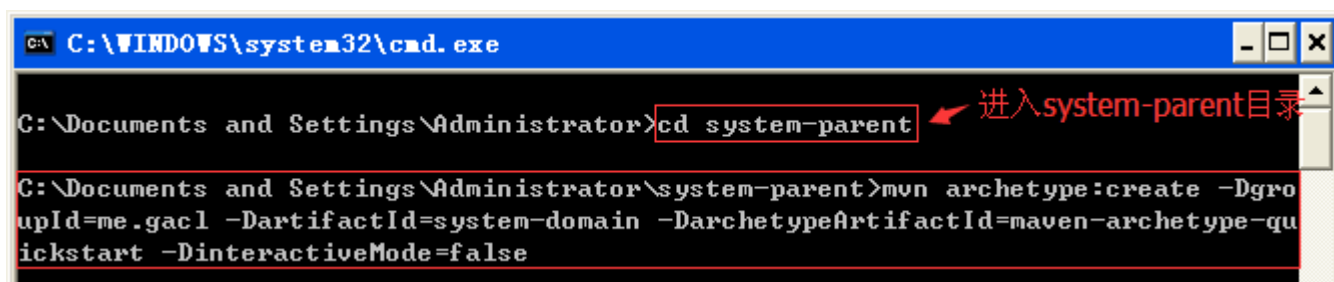 C:\WINDOWS\system32\cmd.exe
C:\Documents and Settings\Administrator>cd system-parent
进入system-parent目录
C:\Documents and Settings\Administrator\system-parent>mvn archetype:create -Dgro
upId=me.gacl -DartifactId=system-domain -DarchetypeArtifactId=maven-archetype-qu
ickstart -DinteractiveMode=false